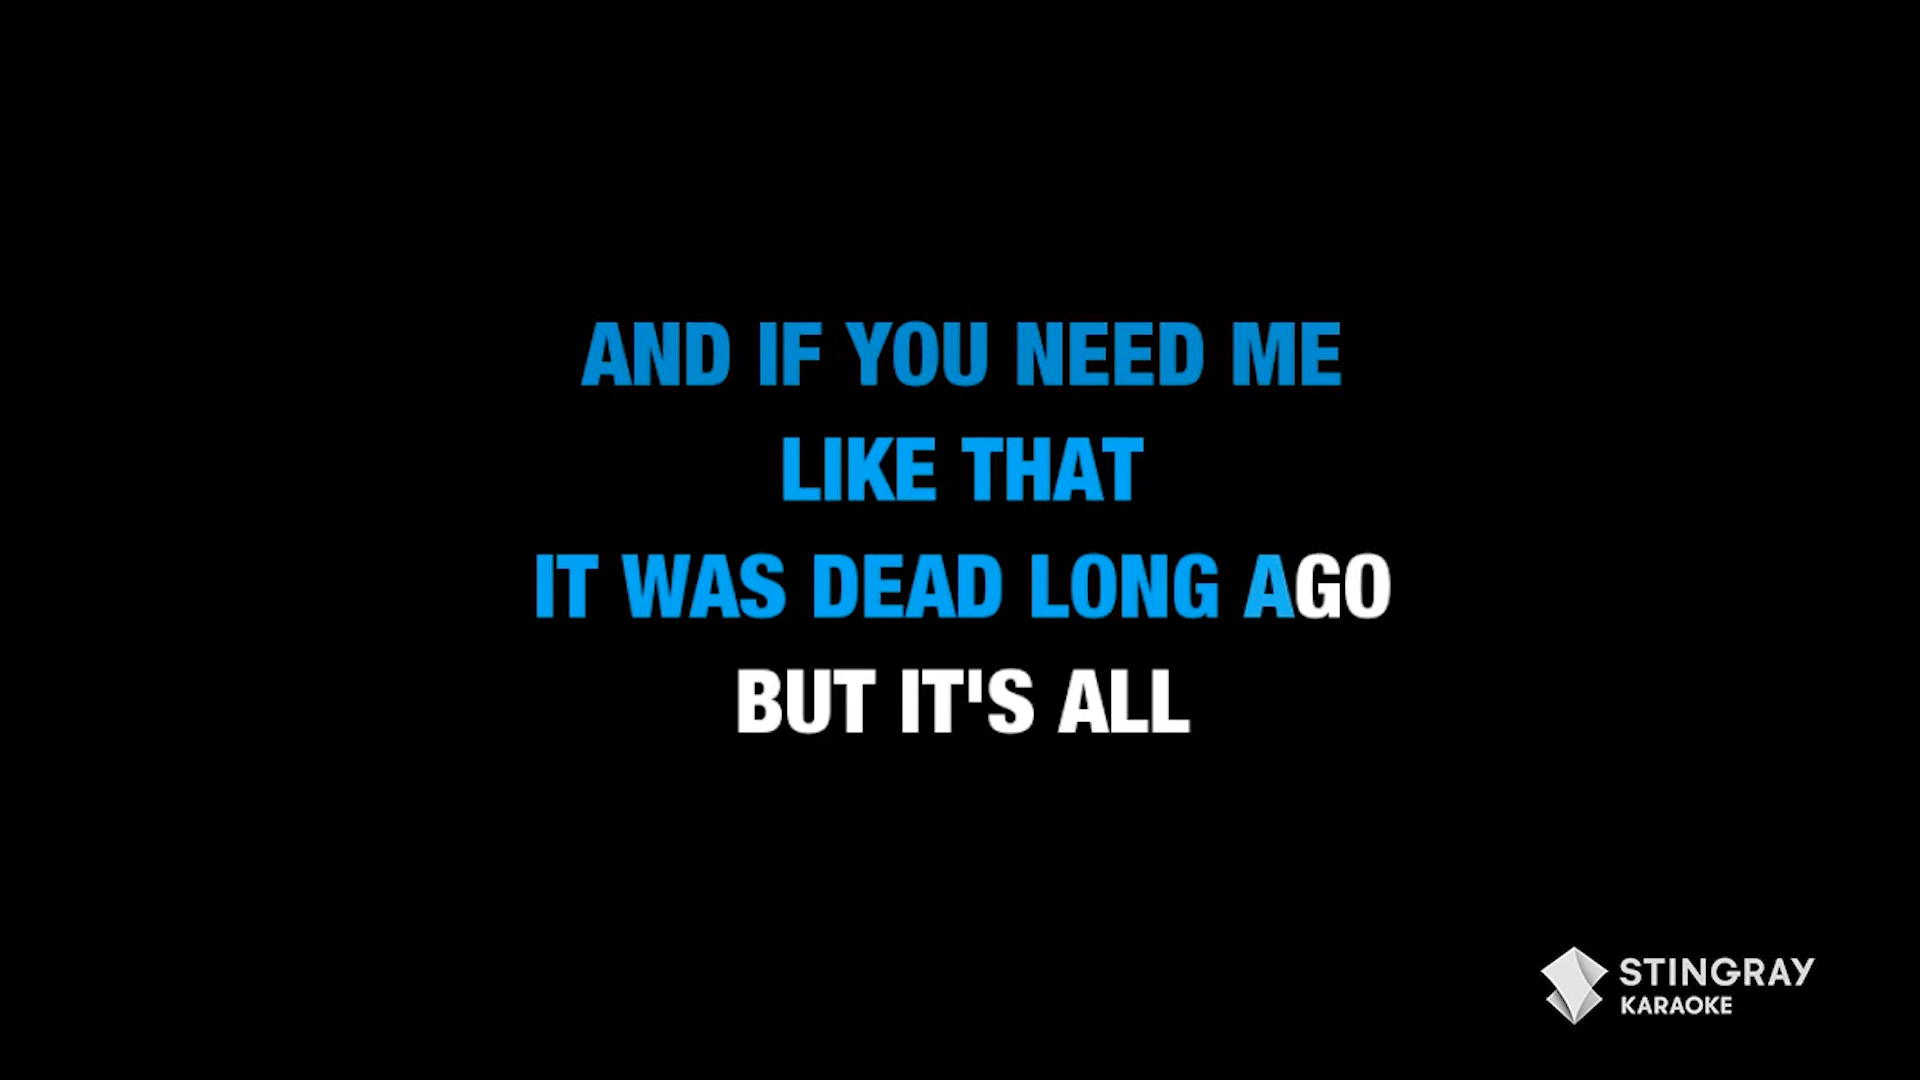 AND IF YOU NEED ME
LIKE THAT
IT WAS DEAD LONG AGO
BUT IT'S ALL
STINGRAY
KARAOKE